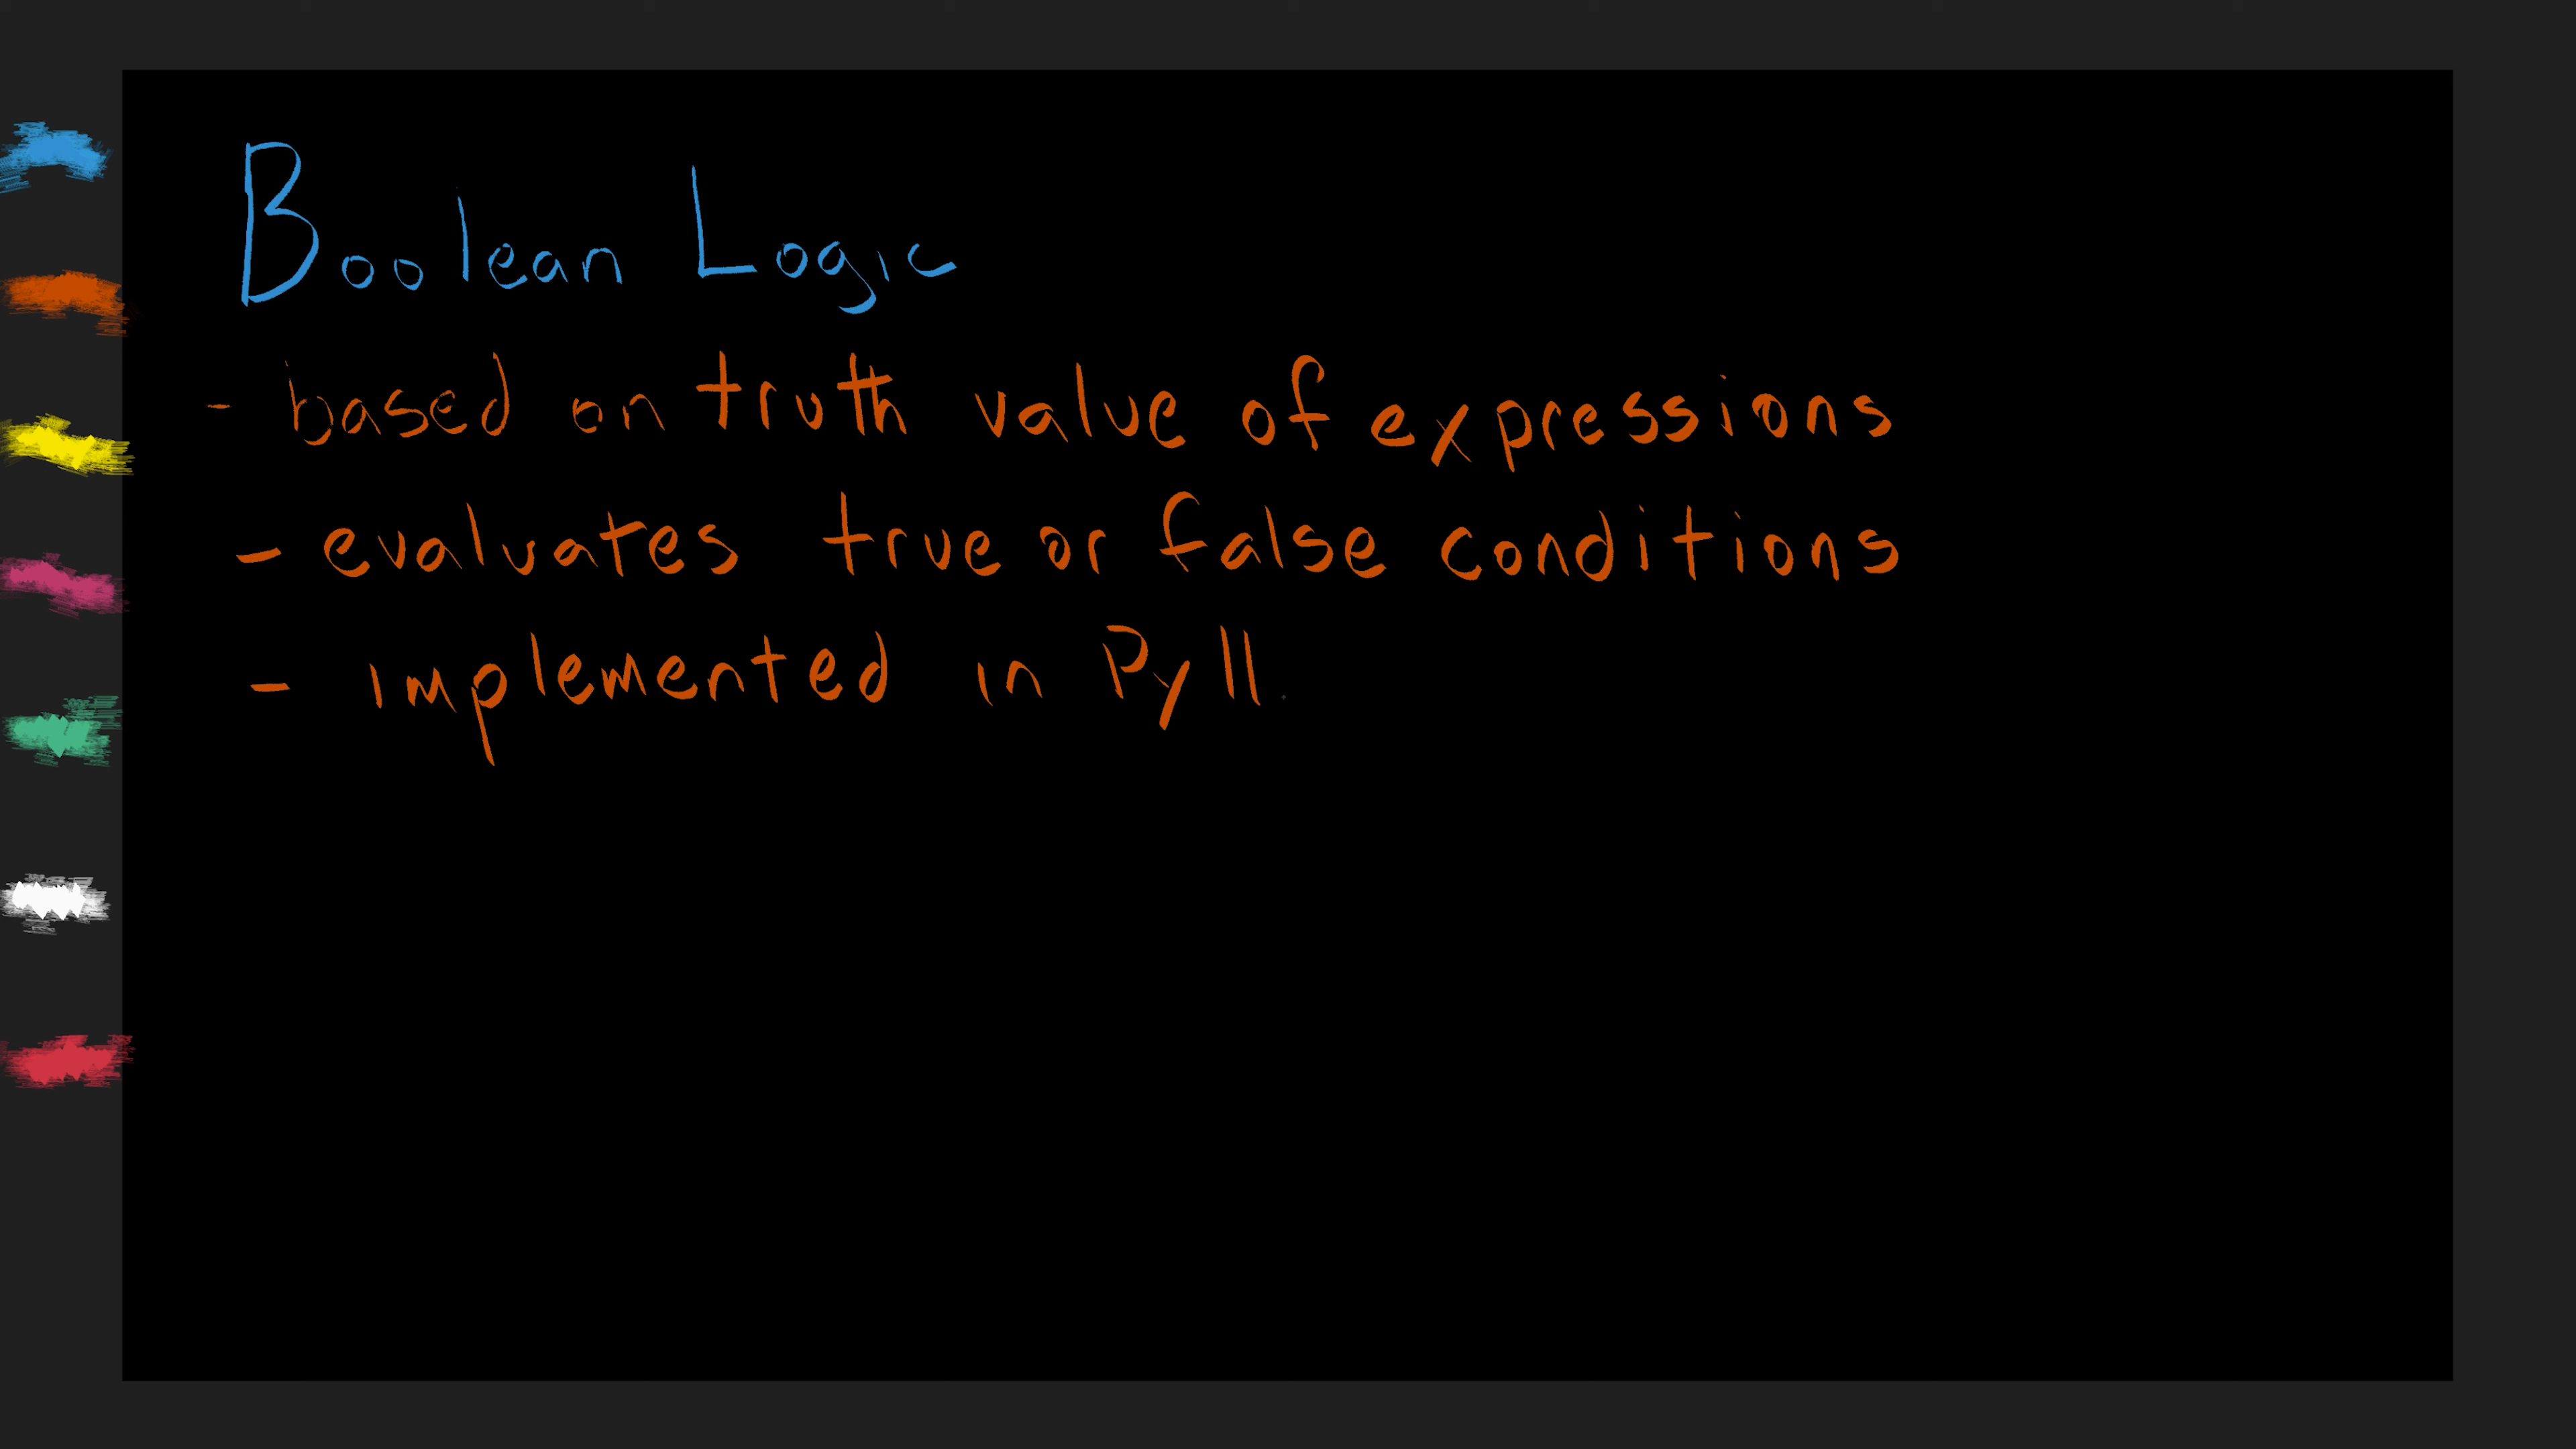 Boolean Logic
- based on truth value of expressions
- evaluates true or false conditions
- implemented in Pyll